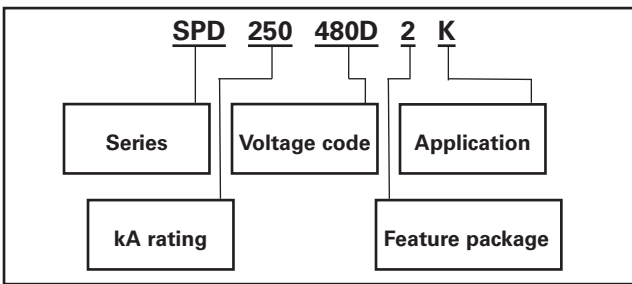 SPD 250 480D 2 K
Series
Voltage code
Application
kA rating
Feature package